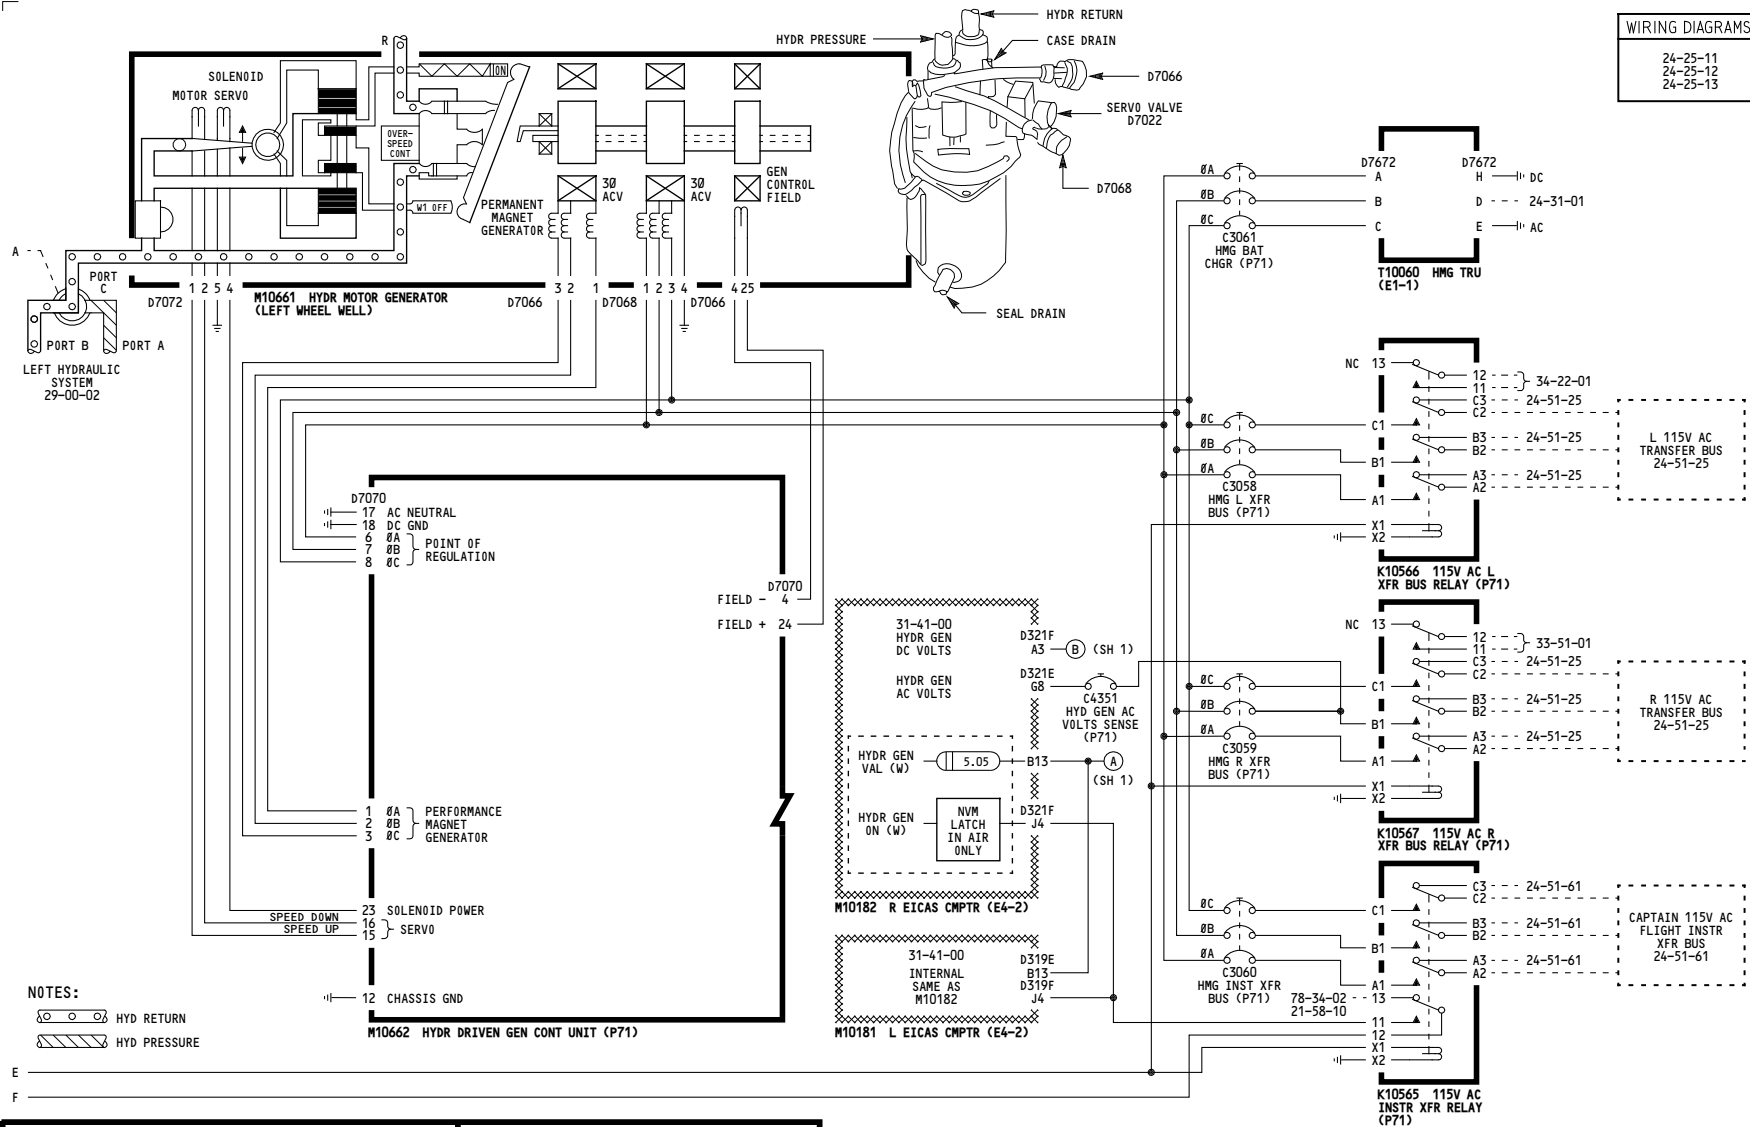 WIRING DIAGRAMS
24-25-11
24-25-12
24-25-13
HYDR RETURN
HYDR PRESSURE
CASE DRAIN
D7066
SERVO VALVE
D7022
D7068
SEAL DRAIN
R
SOLENOID
MOTOR SERVO
ON
OVER-
SPEED
CONT
W1 OFF
PERMANENT
MAGNET
GENERATOR
3Ø
ACV
3Ø
ACV
GEN
CONTROL
FIELD
A
PORT
C
PORT B
PORT A
LEFT HYDRAULIC
SYSTEM
29-00-02
D7072
1 2 5 4
M10661 HYDR MOTOR GENERATOR
(LEFT WHEEL WELL)
D7066 3 2 1 D7068 1 2 3 4 D7066 4 25
ØA
ØB
ØC
C3061
HMG BAT
CHGR (P71)
D7672
A
B
C
D7672
H DC
D 24-31-01
E AC
T10060 HMG TRU
(E1-1)
NC 13
12
11
34-22-01
C3 24-51-25
C2
C1
B3 24-51-25
B2
B1
A3 24-51-25
A2
A1
X1
X2
ØC
ØB
ØA
C3058
HMG L XFR
BUS (P71)
L 115V AC
TRANSFER BUS
24-51-25
K10566 115V AC L
XFR BUS RELAY (P71)
D7070
17 AC NEUTRAL
18 DC GND
6 ØA
7 ØB
8 ØC
POINT OF
REGULATION
D7070
FIELD - 4
FIELD + 24
1 ØA
2 ØB
3 ØC
PERFORMANCE
MAGNET
GENERATOR
23 SOLENOID POWER
SPEED DOWN 16
SPEED UP 15
SERVO
12 CHASSIS GND
M10662 HYDR DRIVEN GEN CONT UNIT (P71)
31-41-00
HYDR GEN
DC VOLTS
HYDR GEN
AC VOLTS
D321F
A3 B (SH 1)
D321E
G8
C4351
HYD GEN AC
VOLTS SENSE
(P71)
HYDR GEN
VAL (W)
5.05
B13 A
(SH 1)
HYDR GEN
ON (W)
NVM
LATCH
IN AIR
ONLY
D321F
J4
M10182 R EICAS CMPTR (E4-2)
31-41-00
INTERNAL
SAME AS
M10182
D319E
B13
D319F
J4
M10181 L EICAS CMPTR (E4-2)
NC 13
12
11
33-51-01
C3 24-51-25
C2
C1
B3 24-51-25
B2
B1
A3 24-51-25
A2
A1
X1
X2
ØC
ØB
ØA
C3059
HMG R XFR
BUS (P71)
R 115V AC
TRANSFER BUS
24-51-25
K10567 115V AC R
XFR BUS RELAY (P71)
C3 24-51-61
C2
C1
B3 24-51-61
B2
B1
A3 24-51-61
A2
A1
78-34-02 13
21-58-10
11
12
X1
X2
ØC
ØB
ØA
C3060
HMG INST XFR
BUS (P71)
CAPTAIN 115V AC
FLIGHT INSTR
XFR BUS
24-51-61
K10565 115V AC
INSTR XFR RELAY
(P71)
NOTES:
HYD RETURN
HYD PRESSURE
E
F